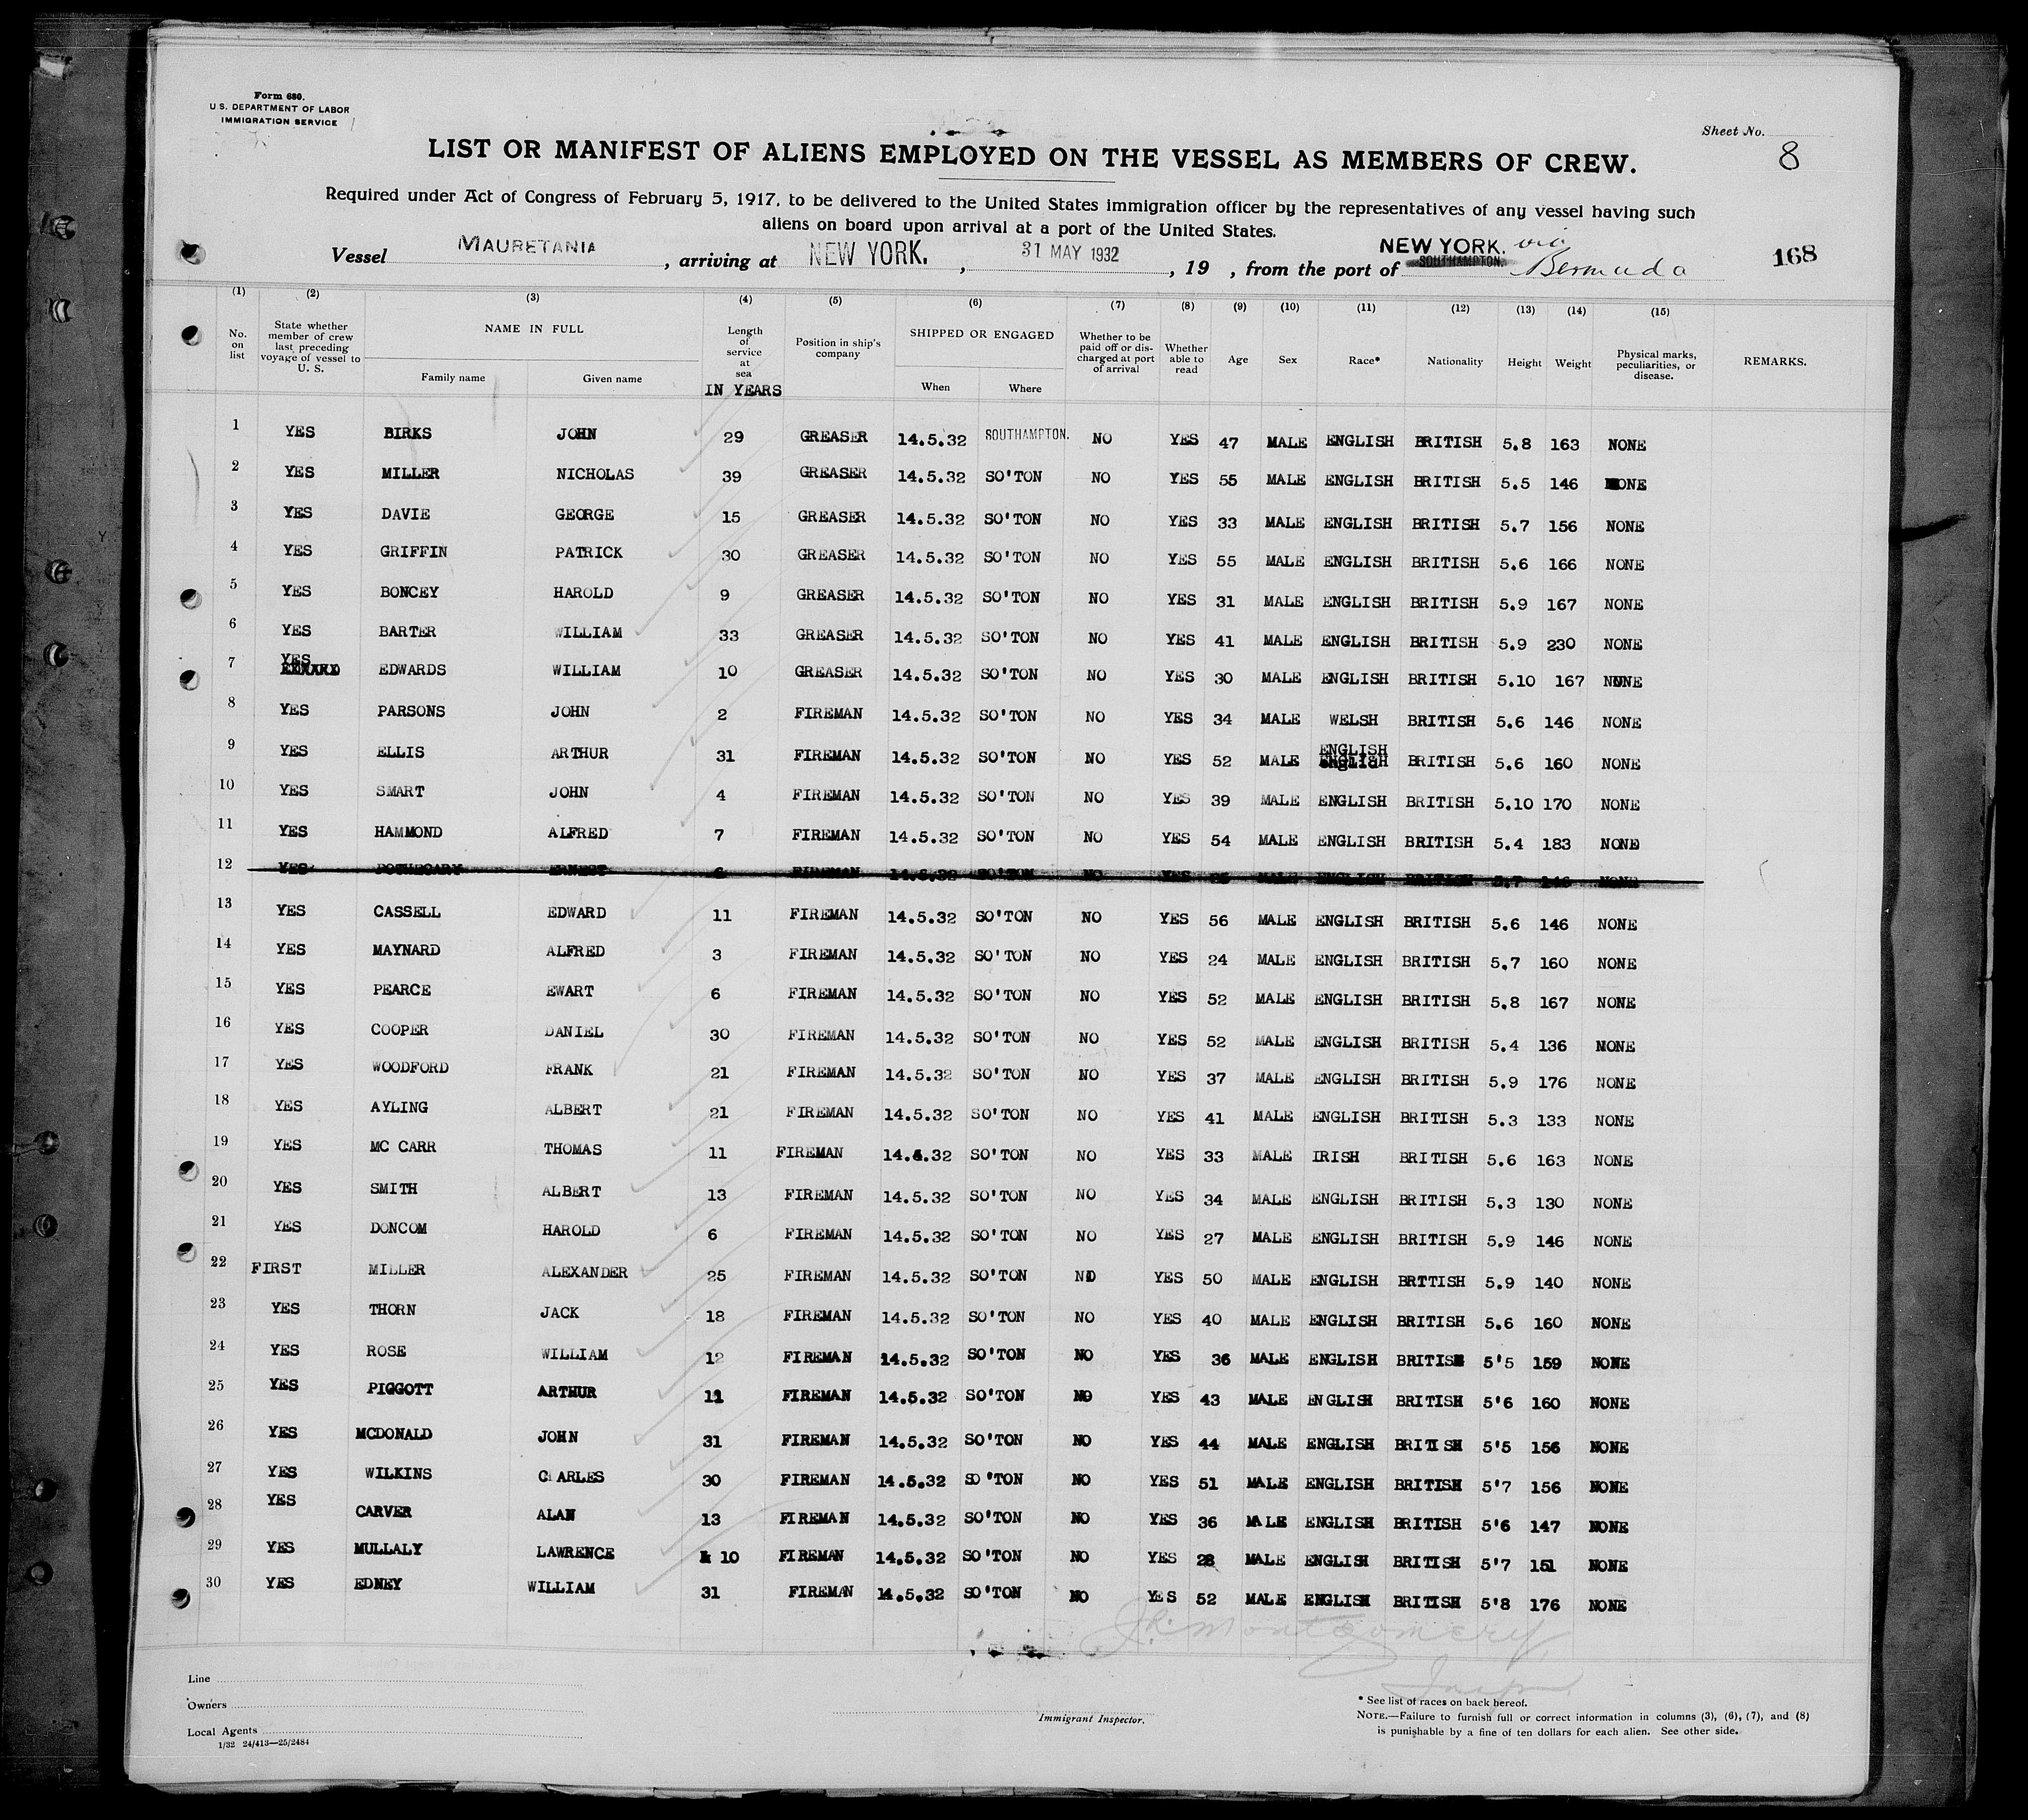 Form 680.
U.S. DEPARTMENT OF LABOR
IMMIGRATION SERVICE
Sheet No.
8
LIST OR MANIFEST OF ALIENS EMPLOYED ON THE VESSEL AS MEMBERS OF CREW.
Required under Act of Congress of February 5, 1917, to be delivered to the United States immigration officer by the representatives of any vessel having such
aliens on board upon arrival at a port of the United States.
Vessel MAURETANIA, arriving at NEW YORK., 31 MAY 1932, 19 , from the port of NEW YORK. via SOUTHAMPTON. Bermuda 168
(1) (2) (3) (4) (5) (6) (7) (8) (9) (10) (11) (12) (13) (14) (15)
No. on list State whether member of crew last preceding voyage of vessel to U. S. NAME IN FULL Family name Given name Length of service at sea IN YEARS Position in ship's company SHIPPED OR ENGAGED When Where Whether to be paid off or discharged at port of arrival Whether able to read Age Sex Race* Nationality Height Weight Physical marks, peculiarities, or disease. REMARKS.
1 YES BIRKS JOHN 29 GREASER 14.5.32 SOUTHAMPTON. NO YES 47 MALE ENGLISH BRITISH 5.8 163 NONE
2 YES MILLER NICHOLAS 39 GREASER 14.5.32 SO'TON NO YES 55 MALE ENGLISH BRITISH 5.5 146 NONE
3 YES DAVIE GEORGE 15 GREASER 14.5.32 SO'TON NO YES 33 MALE ENGLISH BRITISH 5.7 156 NONE
4 YES GRIFFIN PATRICK 30 GREASER 14.5.32 SO'TON NO YES 55 MALE ENGLISH BRITISH 5.6 166 NONE
5 YES BONCEY HAROLD 9 GREASER 14.5.32 SO'TON NO YES 31 MALE ENGLISH BRITISH 5.9 167 NONE
6 YES BARTER WILLIAM 33 GREASER 14.5.32 SO'TON NO YES 41 MALE ENGLISH BRITISH 5.9 230 NONE
7 YES EDWARDS WILLIAM 10 GREASER 14.5.32 SO'TON NO YES 30 MALE ENGLISH BRITISH 5.10 167 NONE
8 YES PARSONS JOHN 2 FIREMAN 14.5.32 SO'TON NO YES 34 MALE WELSH BRITISH 5.6 146 NONE
9 YES ELLIS ARTHUR 31 FIREMAN 14.5.32 SO'TON NO YES 52 MALE ENGLISH BRITISH 5.6 160 NONE
10 YES SMART JOHN 4 FIREMAN 14.5.32 SO'TON NO YES 39 MALE ENGLISH BRITISH 5.10 170 NONE
11 YES HAMMOND ALFRED 7 FIREMAN 14.5.32 SO'TON NO YES 54 MALE ENGLISH BRITISH 5.4 183 NONE
12 YES POTHECARY ERNEST 6 FIREMAN 14.5.32 SO'TON NO YES MALE ENGLISH BRITISH 5.7 146 NONE
13 YES CASSELL EDWARD 11 FIREMAN 14.5.32 SO'TON NO YES 56 MALE ENGLISH BRITISH 5.6 146 NONE
14 YES MAYNARD ALFRED 3 FIREMAN 14.5.32 SO'TON NO YES 24 MALE ENGLISH BRITISH 5.7 160 NONE
15 YES PEARCE EWART 6 FIREMAN 14.5.32 SO'TON NO YES 52 MALE ENGLISH BRITISH 5.8 167 NONE
16 YES COOPER DANIEL 30 FIREMAN 14.5.32 SO'TON NO YES 52 MALE ENGLISH BRITISH 5.4 136 NONE
17 YES WOODFORD FRANK 21 FIREMAN 14.5.32 SO'TON NO YES 37 MALE ENGLISH BRITISH 5.9 176 NONE
18 YES AYLING ALBERT 21 FIREMAN 14.5.32 SO'TON NO YES 41 MALE ENGLISH BRITISH 5.3 133 NONE
19 YES MC CARR THOMAS 11 FIREMAN 14.5.32 SO'TON NO YES 33 MALE IRISH BRITISH 5.6 163 NONE
20 YES SMITH ALBERT 13 FIREMAN 14.5.32 SO'TON NO YES 34 MALE ENGLISH BRITISH 5.3 130 NONE
21 YES DONCOM HAROLD 6 FIREMAN 14.5.32 SO'TON NO YES 27 MALE ENGLISH BRITISH 5.9 146 NONE
22 FIRST MILLER ALEXANDER 25 FIREMAN 14.5.32 SO'TON NO YES 50 MALE ENGLISH BRTTISH 5.9 140 NONE
23 YES THORN JACK 18 FIREMAN 14.5.32 SO'TON NO YES 40 MALE ENGLISH BRITISH 5.6 160 NONE
24 YES ROSE WILLIAM 12 FIREMAN 14.5.32 SO'TON NO YES 36 MALE ENGLISH BRITISH 5'5 159 NONE
25 YES PIGGOTT ARTHUR 11 FIREMAN 14.5.32 SO'TON NO YES 43 MALE ENGLISH BRITISH 5'6 160 NONE
26 YES MCDONALD JOHN 31 FIREMAN 14.5.32 SO'TON NO YES 44 MALE ENGLISH BRITISH 5'5 156 NONE
27 YES WILKINS CHARLES 30 FIREMAN 14.5.32 SO'TON NO YES 51 MALE ENGLISH BRITISH 5'7 156 NONE
28 YES CARVER ALAN 13 FIREMAN 14.5.32 SO'TON NO YES 36 MALE ENGLISH BRITISH 5'6 147 NONE
29 YES MULLALY LAWRENCE 10 FIREMAN 14.5.32 SO'TON NO YES 28 MALE ENGLISH BRITISH 5'7 151 NONE
30 YES EDNEY WILLIAM 31 FIREMAN 14.5.32 SO'TON NO YES 52 MALE ENGLISH BRITISH 5'8 176 NONE
J.R. Montgomery
Insp.
Line
Owners
Local Agents
1/32 24/413—25/2484
Immigrant Inspector.
* See list of races on back hereof.
NOTE.—Failure to furnish full or correct information in columns (3), (6), (7), and (8)
is punishable by a fine of ten dollars for each alien. See other side.